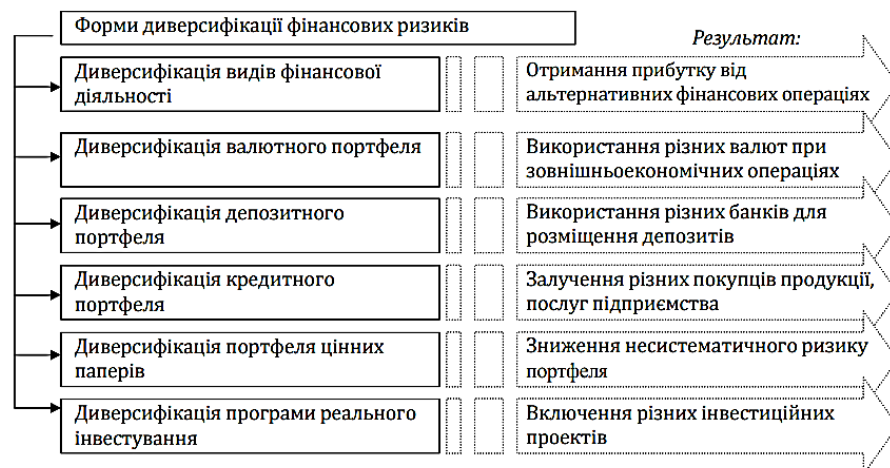 Форми диверсифікації фінансових ризиків
Результат:
Диверсифікація видів фінансової
діяльності
Отримання прибутку від
альтернативних фінансових операціях
Диверсифікація валютного портфеля
Використання різних валют при
зовнішньоекономічних операціях
Диверсифікація депозитного
портфеля
Використання різних банків для
розміщення депозитів
Диверсифікація кредитного
портфеля
Залучення різних покупців продукції,
послуг підприємства
Диверсифікація портфеля цінних
паперів
Зниження несистематичного ризику
портфеля
Диверсифікація програми реального
інвестування
Включення різних інвестиційних
проектів